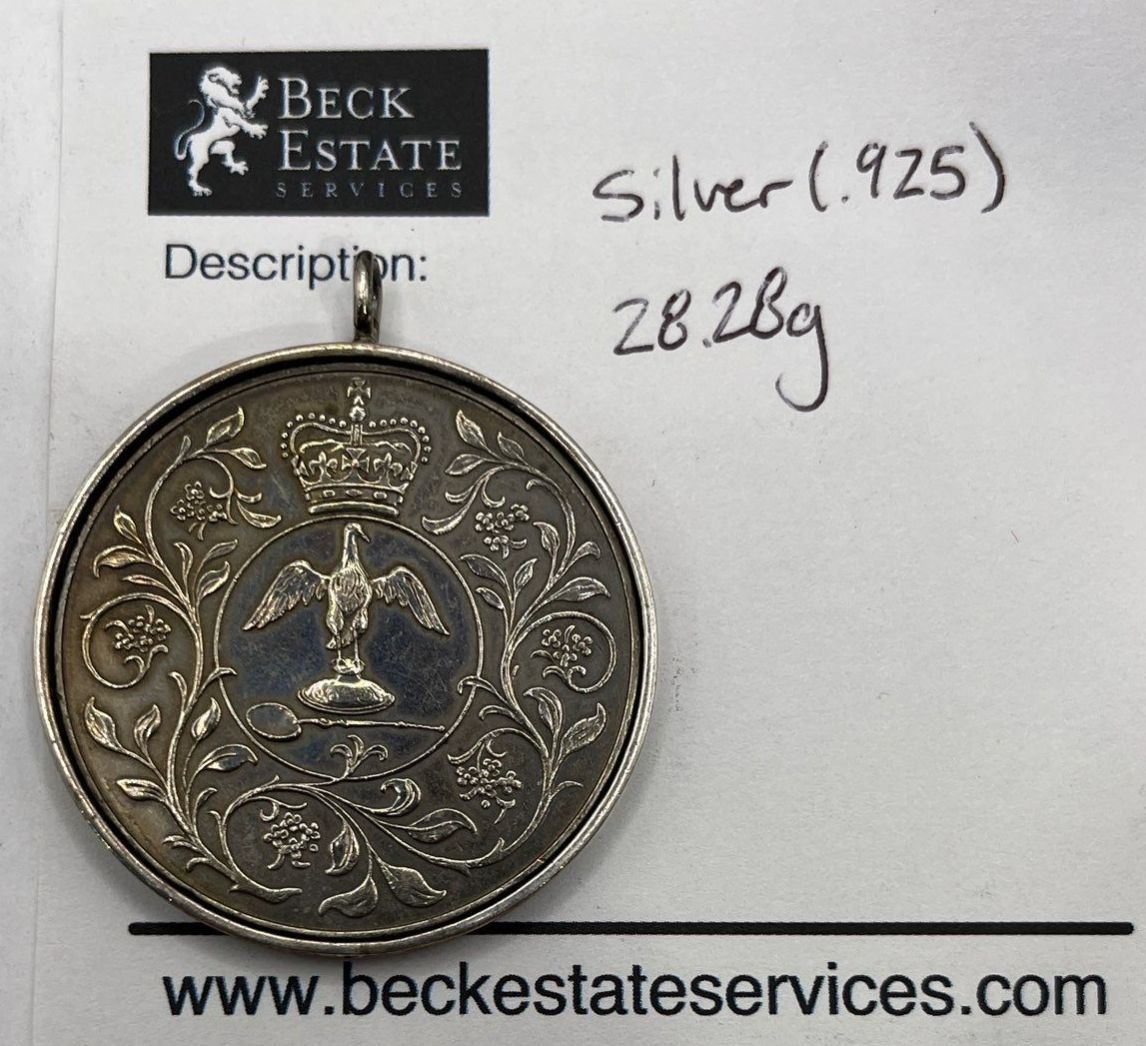 BECK
ESTATE
SERVICES
Silver (.925)
Description:
28.28g
www.beckestateservices.com